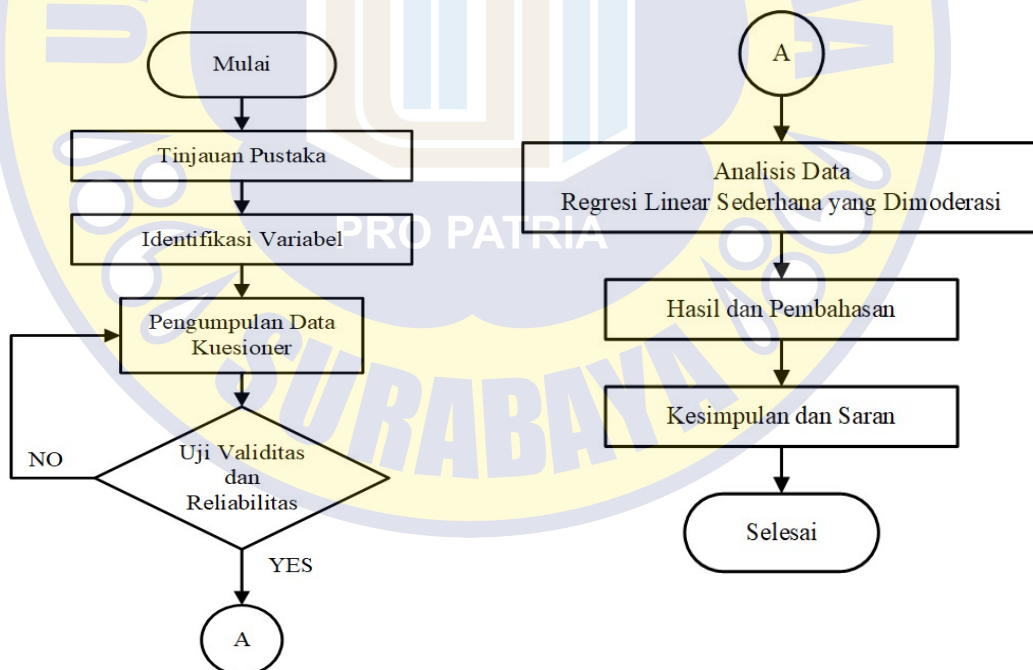 Mulai
Tinjauan Pustaka
Identifikasi Variabel
Pengumpulan Data
Kuesioner
Uji Validitas
dan
Reliabilitas
NO
YES
A
A
Analisis Data
Regresi Linear Sederhana yang Dimoderasi
Hasil dan Pembahasan
Kesimpulan dan Saran
Selesai
PRO PATRIA
SURABAYA